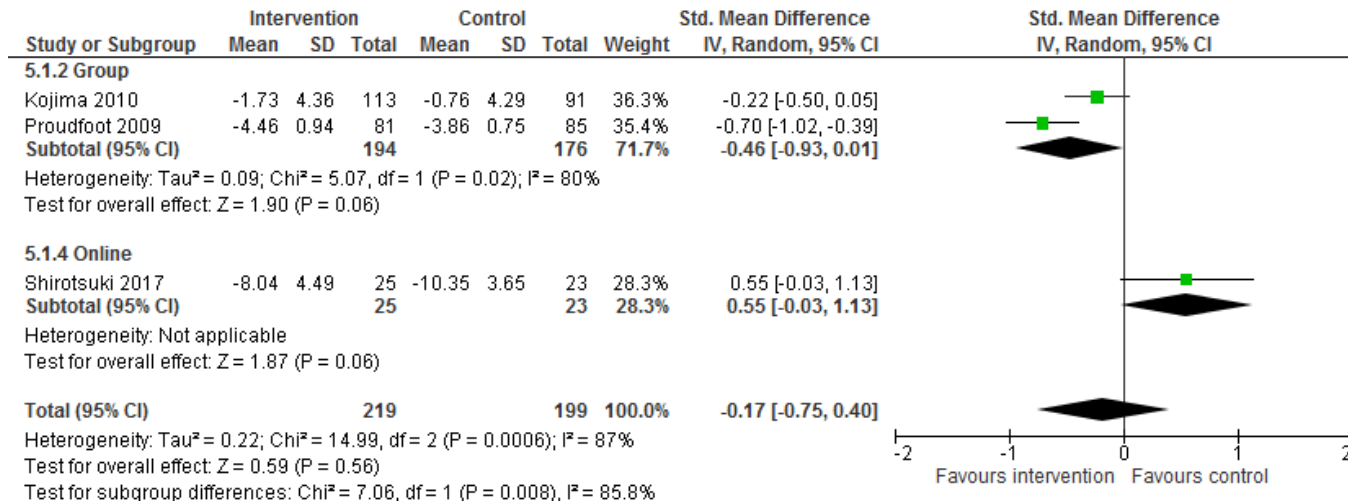 Intervention Control Std. Mean Difference Std. Mean Difference
Study or Subgroup Mean SD Total Mean SD Total Weight IV, Random, 95% CI IV, Random, 95% CI
5.1.2 Group
Kojima 2010 -1.73 4.36 113 -0.76 4.29 91 36.3% -0.22 [-0.50, 0.05]
Proudfoot 2009 -4.46 0.94 81 -3.86 0.75 85 35.4% -0.70 [-1.02, -0.39]
Subtotal (95% CI) 194 176 71.7% -0.46 [-0.93, 0.01]
Heterogeneity: Tau² = 0.09; Chi² = 5.07, df = 1 (P = 0.02); I² = 80%
Test for overall effect: Z = 1.90 (P = 0.06)
5.1.4 Online
Shirotsuki 2017 -8.04 4.49 25 -10.35 3.65 23 28.3% 0.55 [-0.03, 1.13]
Subtotal (95% CI) 25 23 28.3% 0.55 [-0.03, 1.13]
Heterogeneity: Not applicable
Test for overall effect: Z = 1.87 (P = 0.06)
Total (95% CI) 219 199 100.0% -0.17 [-0.75, 0.40]
Heterogeneity: Tau² = 0.22; Chi² = 14.99, df = 2 (P = 0.0006); I² = 87%
Test for overall effect: Z = 0.59 (P = 0.56)
Test for subgroup differences: Chi² = 7.06, df = 1 (P = 0.008), I² = 85.8%
-2 -1 0 1 2
Favours intervention Favours control